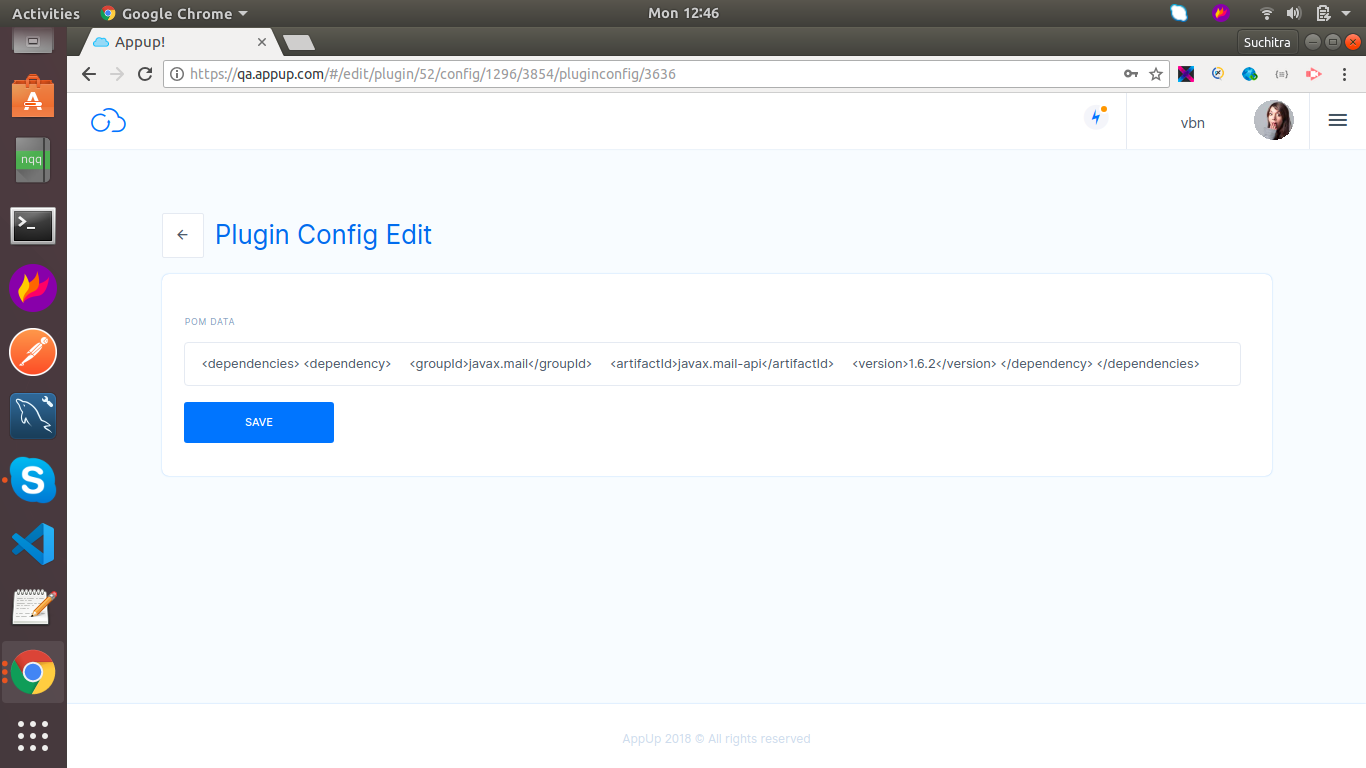 Activities Google Chrome Mon 12:46
Appup! Suchitra
https://qa.appup.com/#/edit/plugin/52/config/1296/3854/pluginconfig/3636
vbn
nqq
Plugin Config Edit
POM DATA
<dependencies> <dependency> <groupId>javax.mail</groupId> <artifactId>javax.mail-api</artifactId> <version>1.6.2</version> </dependency> </dependencies>
SAVE
AppUp 2018 © All rights reserved